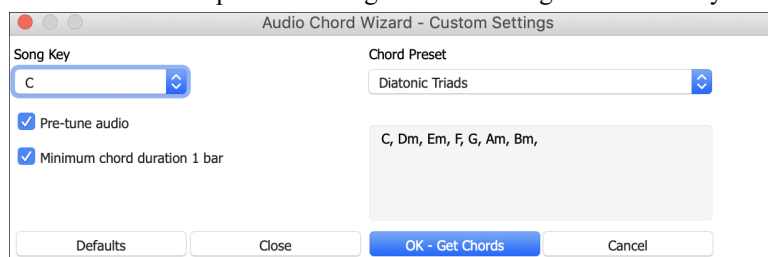 Audio Chord Wizard - Custom Settings
Song Key
Chord Preset
C
Diatonic Triads
Pre-tune audio
Minimum chord duration 1 bar
C, Dm, Em, F, G, Am, Bm,
Defaults
Close
OK - Get Chords
Cancel